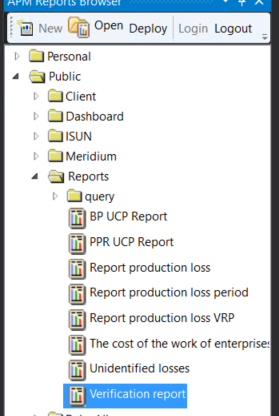 APM Reports Browser
New Open Deploy Login Logout
Personal
Public
Client
Dashboard
ISUN
Meridium
Reports
query
BP UCP Report
PPR UCP Report
Report production loss
Report production loss period
Report production loss VRP
The cost of the work of enterprise
Unidentified losses
Verification report